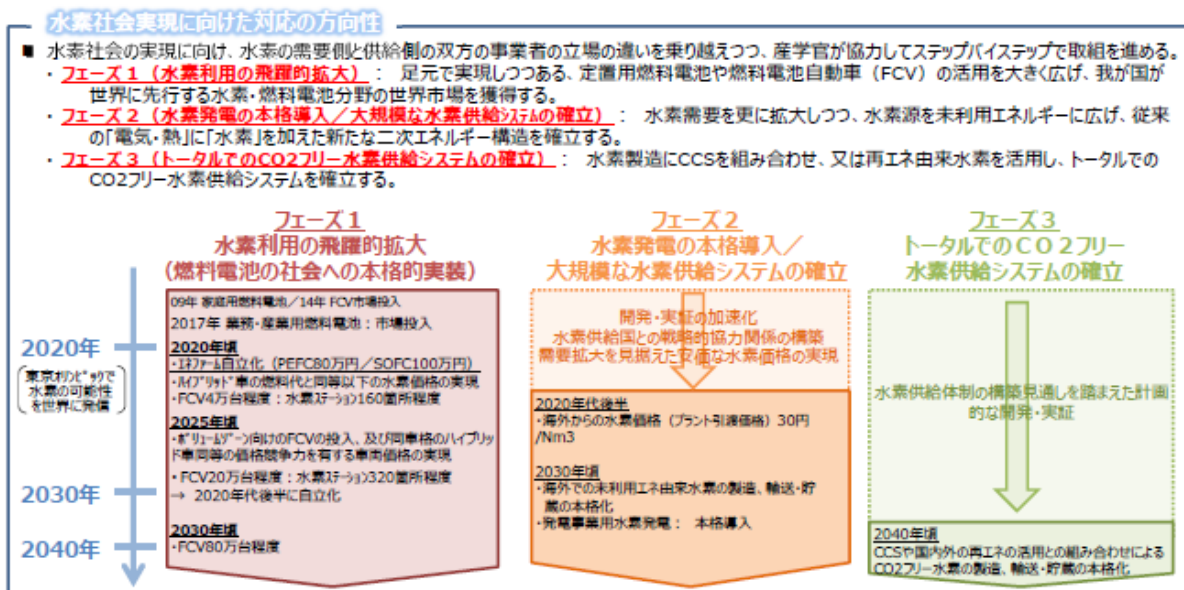 水素社会実現に向けた対応の方向性
■ 水素社会の実現に向け、水素の需要側と供給側の双方の事業者の立場の違いを乗り越えつつ、産学官が協力してステップバイステップで取組を進める。
・フェーズ１（水素利用の飛躍的拡大）： 足元で実現しつつある、定置用燃料電池や燃料電池自動車（FCV）の活用を大きく広げ、我が国が
世界に先行する水素・燃料電池分野の世界市場を獲得する。
・フェーズ２（水素発電の本格導入／大規模な水素供給システムの確立）： 水素需要を更に拡大しつつ、水素源を未利用エネルギーに広げ、従来
の「電気・熱」に「水素」を加えた新たな二次エネルギー構造を確立する。
・フェーズ３（トータルでのCO2フリー水素供給システムの確立）： 水素製造にCCSを組み合わせ、又は再エネ由来水素を活用し、トータルでの
CO2フリー水素供給システムを確立する。
フェーズ１
水素利用の飛躍的拡大
（燃料電池の社会への本格的実装）
09年 家庭用燃料電池／14年 FCV市場投入
2017年 業務・産業用燃料電池：市場投入
2020年頃
・エネファーム自立化（PEFC80万円／SOFC100万円）
・ハイブリッド車の燃料代と同等以下の水素価格の実現
・FCV4万台程度：水素ステーション160箇所程度
2025年頃
・ボリュームゾーン向けのFCVの投入、及び同車格のハイブリッ
ド車同等の価格競争力を有する車両価格の実現
・FCV20万台程度：水素ステーション320箇所程度
→ 2020年代後半に自立化
2030年頃
・FCV80万台程度
2020年
東京オリンピックで
水素の可能性
を世界に発信
2030年
2040年
フェーズ２
水素発電の本格導入／
大規模な水素供給システムの確立
開発・実証の加速化
水素供給国との戦略的協力関係の構築
需要拡大を見据えた安価な水素価格の実現
2020年代後半
・海外からの水素価格（プラント引渡価格）30円
/Nm3
2030年頃
・海外での未利用エネ由来水素の製造、輸送・貯
蔵の本格化
・発電事業用水素発電： 本格導入
フェーズ３
トータルでのＣＯ２フリー
水素供給システムの確立
水素供給体制の構築見通しを踏まえた計画
的な開発・実証
2040年頃
CCSや国内外の再エネの活用との組み合わせによる
CO2フリー水素の製造、輸送・貯蔵の本格化